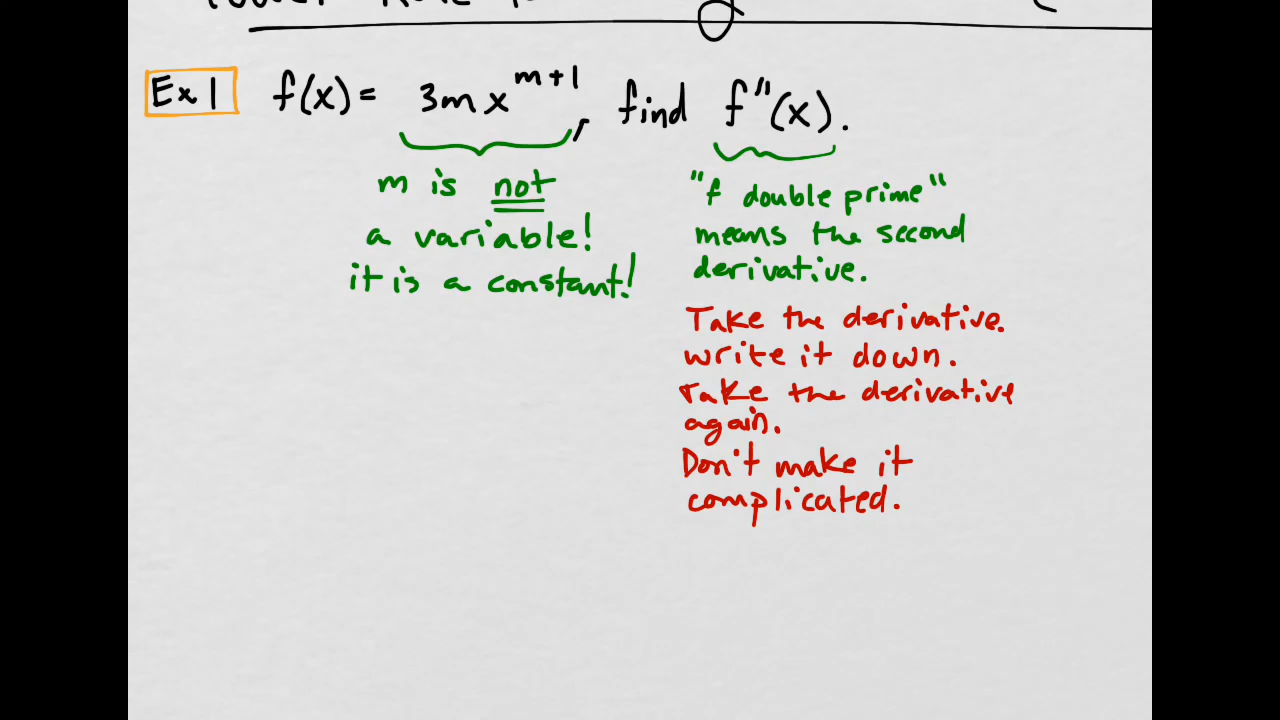 Ex 1 f(x) = 3m x^{m+1}, find f''(x).
m is not
a variable!
it is a constant!
"f double prime"
means the second
derivative.
Take the derivative.
write it down.
Take the derivative
again.
Don't make it
complicated.